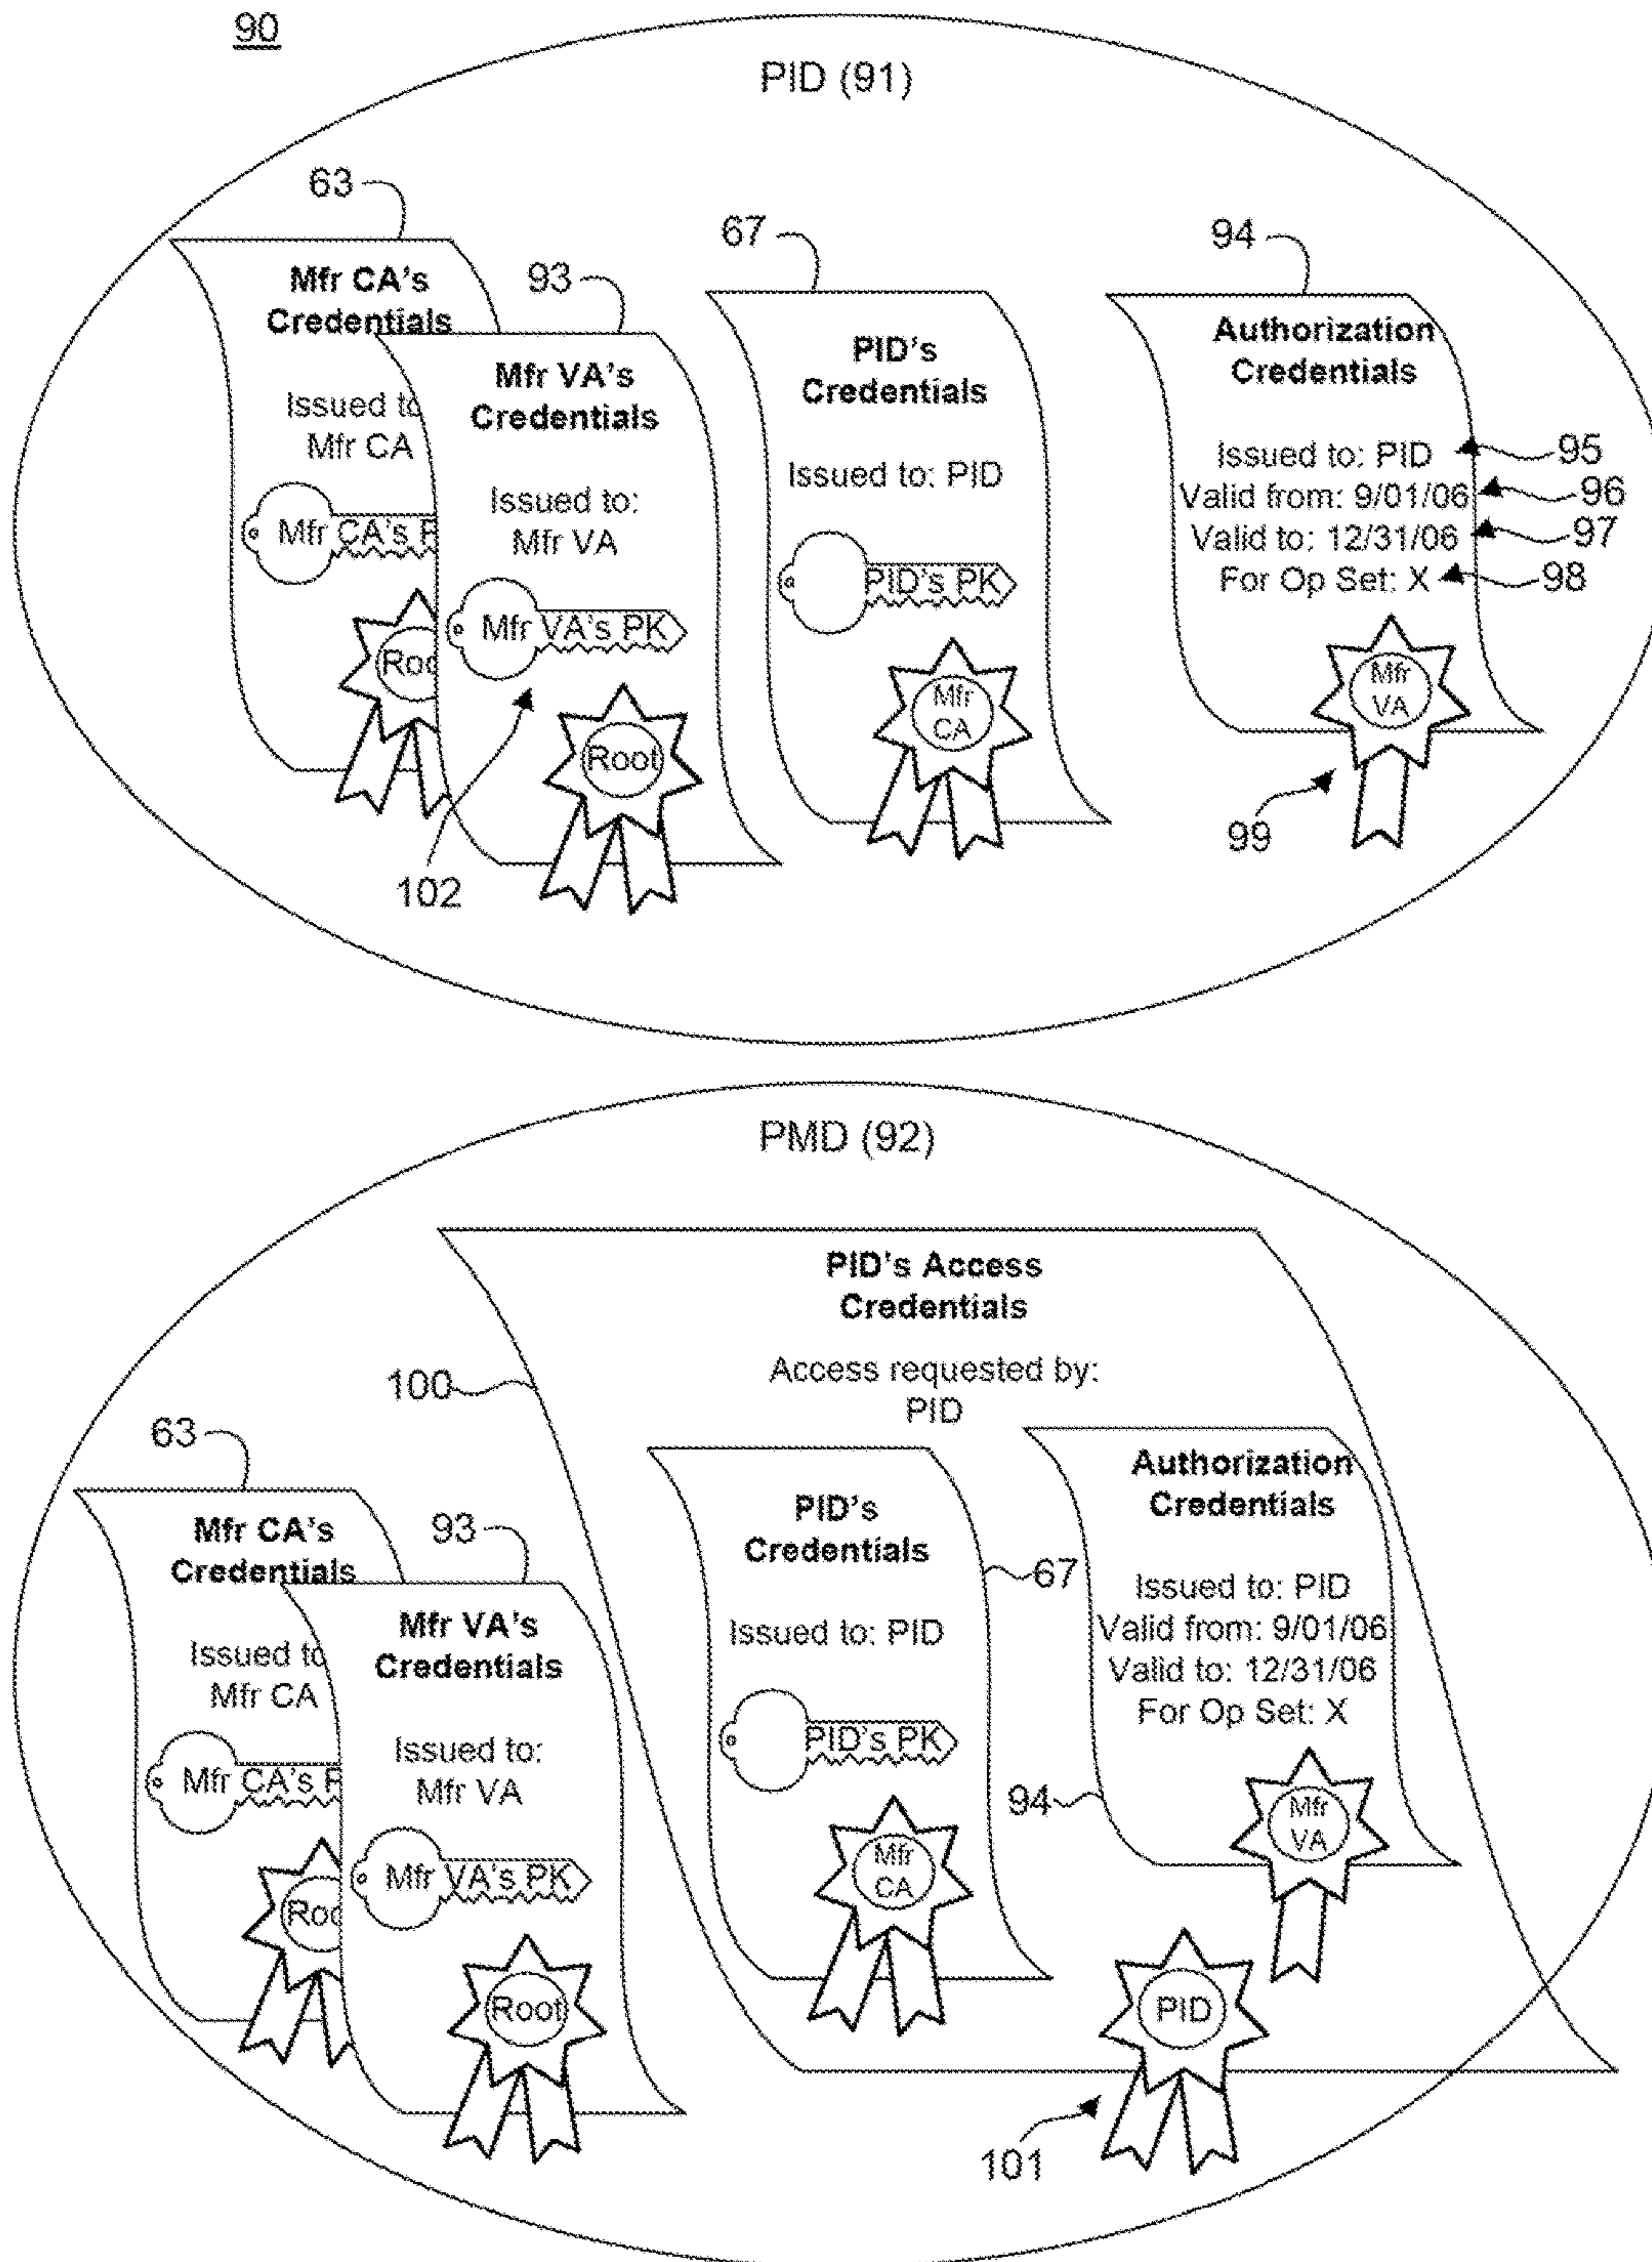 90
PID (91)
63
Mfr CA's
Credentials
Issued to
Mfr CA
Mfr CA's P
Roo
93
Mfr VA's
Credentials
Issued to:
Mfr VA
Mfr VA's PK
Root
102
67
PID's
Credentials
Issued to: PID
PID's PK
Mfr
CA
94
Authorization
Credentials
Issued to: PID
95
Valid from: 9/01/06
96
Valid to: 12/31/06
97
For Op Set: X
98
Mfr
VA
99
PMD (92)
PID's Access
Credentials
Access requested by:
PID
100
63
Mfr CA's
Credentials
Issued to
Mfr CA
Mfr CA's P
Roo
93
Mfr VA's
Credentials
Issued to:
Mfr VA
Mfr VA's PK
Root
PID's
Credentials
67
Issued to: PID
PID's PK
Mfr
CA
Authorization
Credentials
Issued to: PID
Valid from: 9/01/06
Valid to: 12/31/06
For Op Set: X
94
Mfr
VA
PID
101